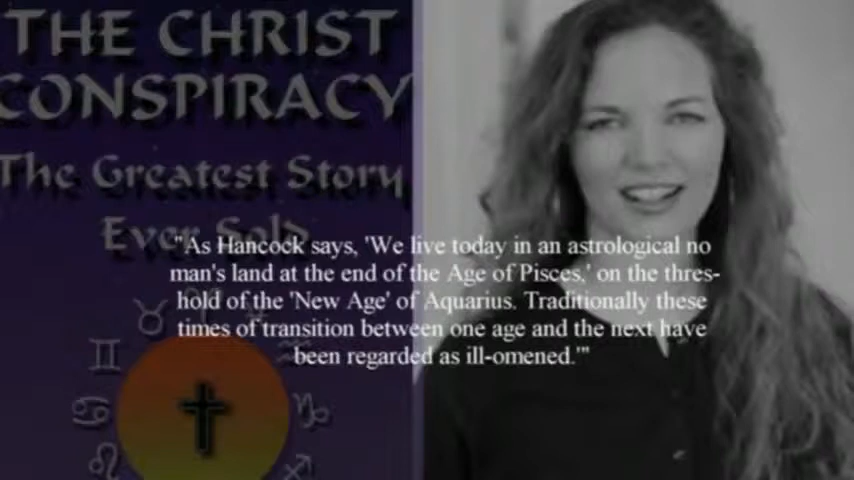 THE CHRIST
CONSPIRACY
The Greatest Story
Ever Sold
"As Hancock says, 'We live today in an astrological no
man's land at the end of the Age of Pisces,' on the thres-
hold of the 'New Age' of Aquarius. Traditionally these
times of transition between one age and the next have
been regarded as ill-omened.'"